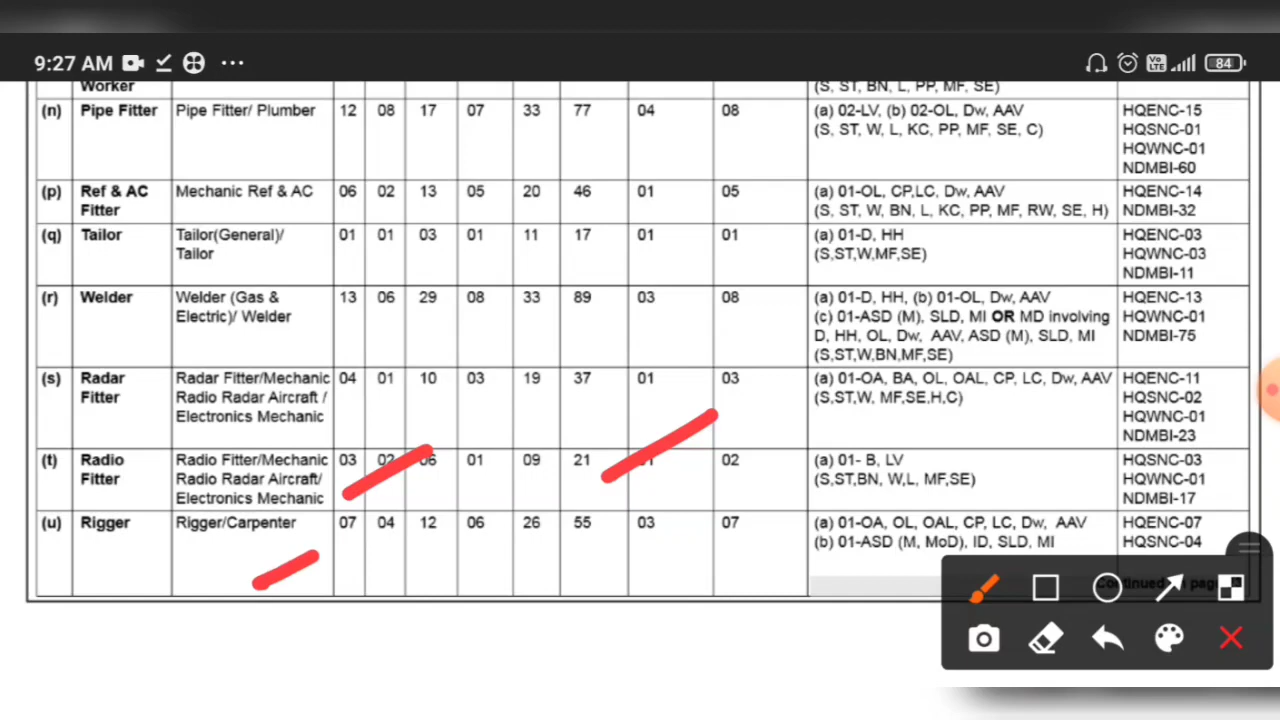 9:27 AM ... Vo LTE 84
Worker (S, ST, BN, L, PP, MF, SE)
(n) Pipe Fitter Pipe Fitter/ Plumber 12 08 17 07 33 77 04 08 (a) 02-LV, (b) 02-OL, Dw, AAV HQENC-15
(S, ST, W, L, KC, PP, MF, SE, C) HQSNC-01
HQWNC-01
NDMBI-60
(p) Ref & AC Mechanic Ref & AC 06 02 13 05 20 46 01 05 (a) 01-OL, CP,LC, Dw, AAV HQENC-14
Fitter (S, ST, W, BN, L, KC, PP, MF, RW, SE, H) NDMBI-32
(q) Tailor Tailor(General)/ 01 01 03 01 11 17 01 01 (a) 01-D, HH HQENC-03
Tailor (S,ST,W,MF,SE) HQWNC-03
NDMBI-11
(r) Welder Welder (Gas & 13 06 29 08 33 89 03 08 (a) 01-D, HH, (b) 01-OL, Dw, AAV HQENC-13
Electric)/ Welder (c) 01-ASD (M), SLD, MI OR MD involving HQWNC-01
D, HH, OL, Dw, AAV, ASD (M), SLD, MI NDMBI-75
(S,ST,W,BN,MF,SE)
(s) Radar Radar Fitter/Mechanic 04 01 10 03 19 37 01 03 (a) 01-OA, BA, OL, OAL, CP, LC, Dw, AAV HQENC-11
Fitter Radio Radar Aircraft / (S,ST,W, MF,SE,H,C) HQSNC-02
Electronics Mechanic HQWNC-01
NDMBI-23
(t) Radio Radio Fitter/Mechanic 03 02 06 01 09 21 02 (a) 01- B, LV HQSNC-03
Fitter Radio Radar Aircraft/ (S,ST,BN, W,L, MF,SE) HQWNC-01
Electronics Mechanic NDMBI-17
(u) Rigger Rigger/Carpenter 07 04 12 06 26 55 03 07 (a) 01-OA, OL, OAL, CP, LC, Dw, AAV HQENC-07
(b) 01-ASD (M, MoD), ID, SLD, MI HQSNC-04